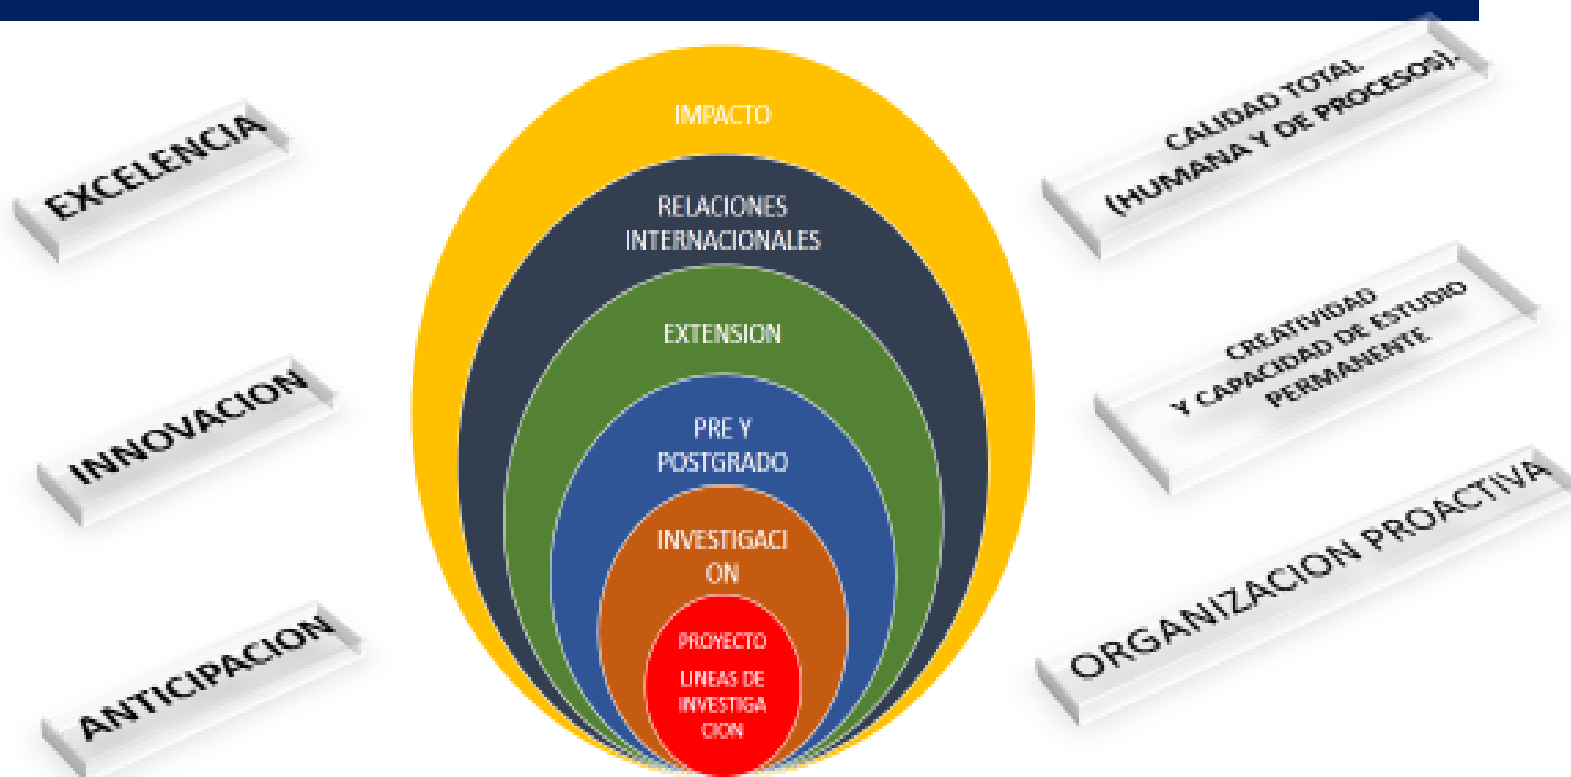 EXCELENCIA
INNOVACION
ANTICIPACION
IMPACTO
RELACIONES
INTERNACIONALES
EXTENSION
PRE Y
POSTGRADO
INVESTIGACI
ON
PROYECTO
LINEAS DE
INVESTIGA
CION
CALIDAD TOTAL
(HUMANA Y DE PROCESOS).
CREATIVIDAD
Y CAPACIDAD DE ESTUDIO
PERMANENTE
ORGANIZACION PROACTIVA